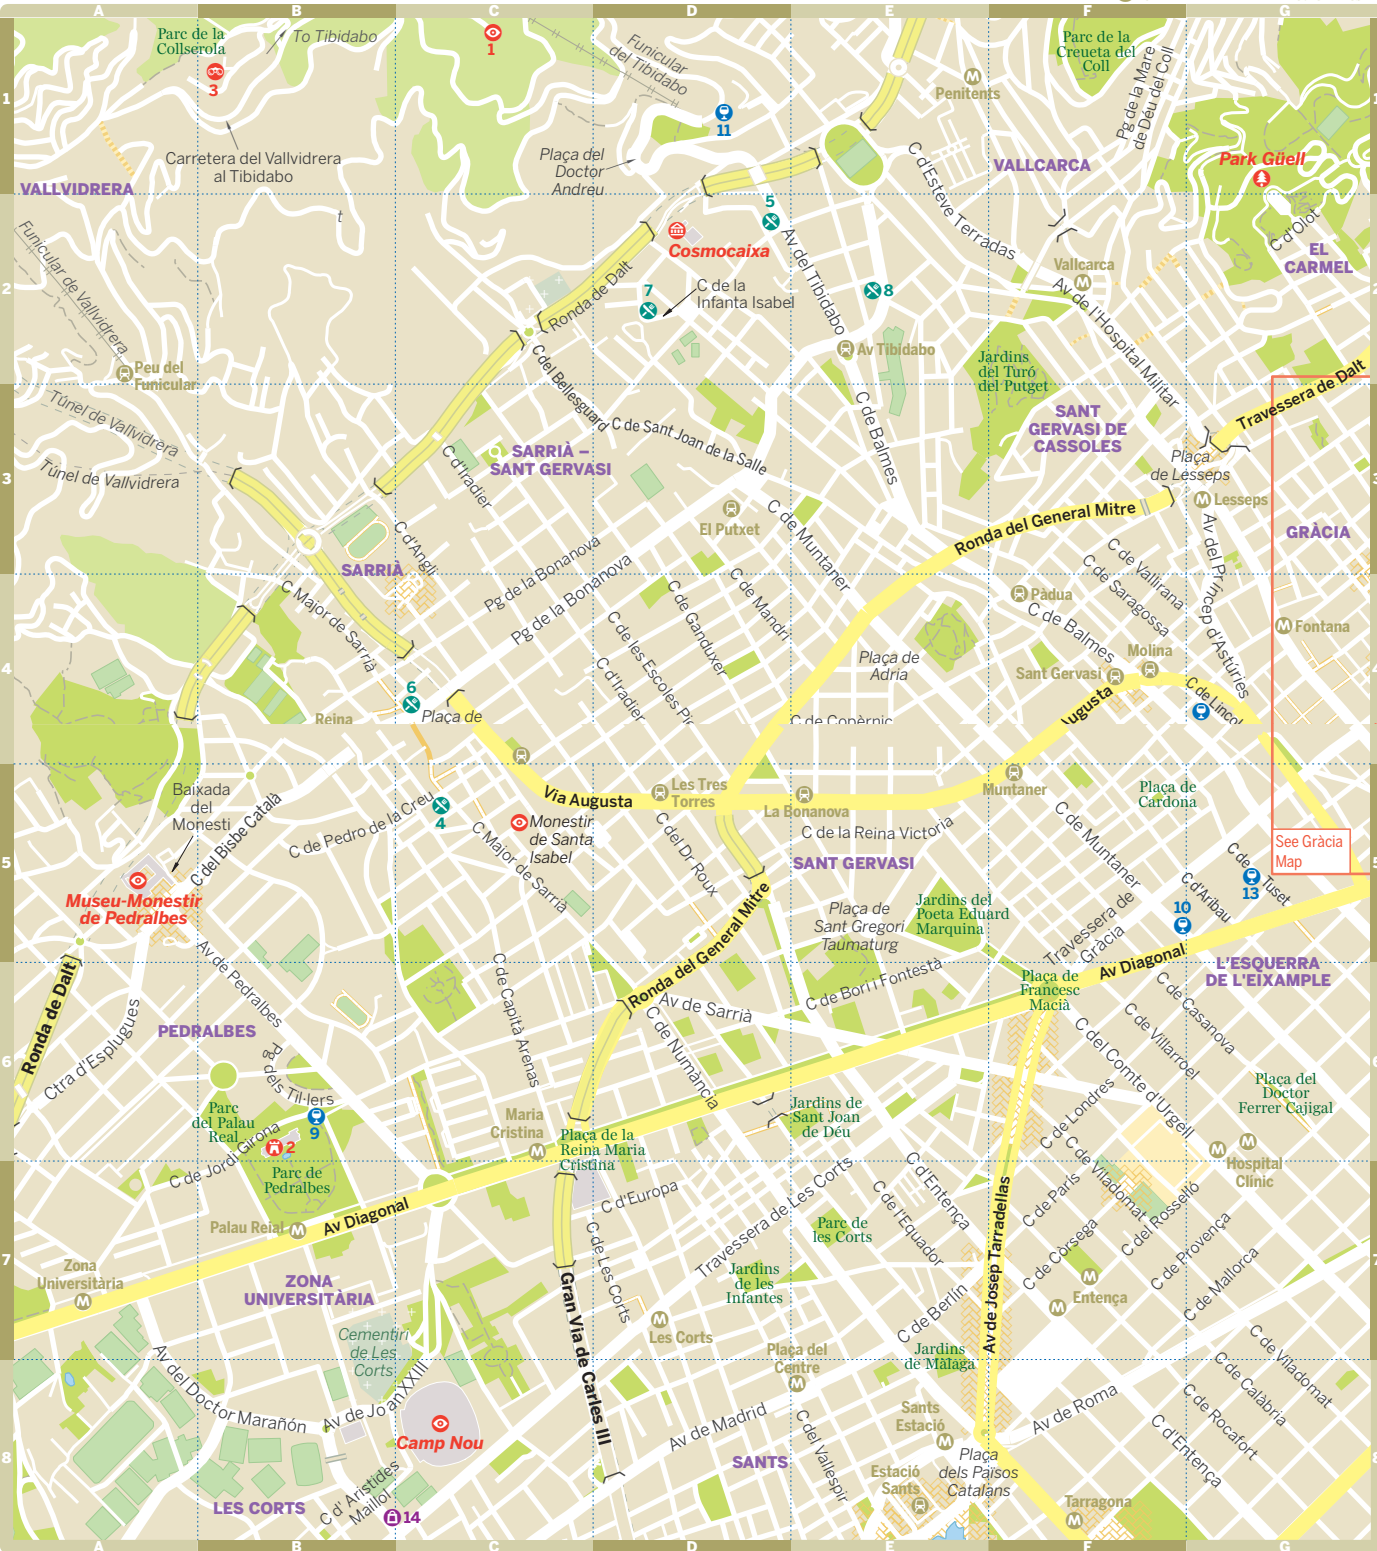 A B C D E F G
Parc de la
Collserola
To Tibidabo
3
1
Funicular
del Tibidabo
11
Penitents
Parc de la
Creueta del
Coll
Pg de la Mare
de Déu del Coll
1
Carretera del Vallvidrera
al Tibidabo
Plaça del
Doctor
Andreu
C d'Esteve Terradas
VALLCARCA
Park Güell
VALLVIDRERA
t
5
Cosmocaixa
Av del Tibidabo
C d'Olot
EL
CARMEL
Funicular de Vallvidrera
Ronda de Dalt
7
C de la
Infanta Isabel
8
Vallcarca
Av de l'Hospital Militar
2
Peu del
Funicular
C del Bellesguard
Av Tibidabo
Jardins
del Turó
del Putget
Travessera de Dalt
Túnel de Vallvidrera
Túnel de Vallvidrera
SARRIÀ –
SANT GERVASI
C d'Iradier
C de Sant Joan de la Salle
C de Balmes
SANT
GERVASI DE
CASSOLES
Plaça
de Lesseps
Lesseps
3
El Putxet
C de Muntaner
Ronda del General Mitre
Av del Príncep d'Astúries
GRÀCIA
SARRIÀ
C d'Anglí
C Major de Sarrià
Pg de la Bonanova
Pg de la Bonanova
C de Ganduxer
C de Mandri
C de Vallirana
C de Saragossa
Pàdua
C de Balmes
Fontana
4
C de les Escoles Pi
C d'Iradier
Plaça de
Adrià
Sant Gervasi
Molina
6
Reina
Plaça de
C de Copèrnic
Augusta
C de Lincol
Baixada
del
Monesti
C del Bisbe Català
C de Pedro de la Creu
4
Via Augusta
Les Tres
Torres
La Bonanova
Muntaner
Plaça de
Cardona
Monestir
de Santa
Isabel
C Major de Sarrià
C del Dr Roux
C de la Reina Victoria
SANT GERVASI
C de Muntaner
See Gràcia
Map
5
Museu-Monestir
de Pedralbes
Ronda del General Mitre
Plaça de
Sant Gregori
Taumaturg
Jardins del
Poeta Eduard
Marquina
Travessera de
Gràcia
C d'Aribau
C de Tuset
10
13
Av de Pedralbes
C de Capità Arenas
Av de Sarrià
C de Bori i Fontestà
Av Diagonal
L'ESQUERRA
DE L'EIXAMPLE
Ronda de Dalt
PEDRALBES
Ctra d'Esplugues
C de Numància
Plaça de
Francesc
Macià
C de Casanova
C de Villarroel
C del Comte d'Urgell
6
Pg dels Til·lers
Parc
del Palau
Real
9
2
C de Jordi Girona
Parc de
Pedralbes
Maria
Cristina
Plaça de la
Reina Maria
Cristina
Jardins de
Sant Joan
de Déu
C de Londres
Plaça del
Doctor
Ferrer Cajigal
Hospital
Clínic
Palau Reial
Av Diagonal
C d'Europa
Travessera de Les Corts
C d'Entença
C de l'Equador
C de París
C de Viladomat
C del Rosselló
Parc de
les Corts
C de Còrsega
C de Provença
C de Mallorca
7
Zona
Universitària
ZONA
UNIVERSITÀRIA
C de Les Corts
Jardins
de les
Infantes
Av de Josep Tarradellas
Entença
Gran Via de Carles III
Cementiri
de Les
Corts
Les Corts
C de Berlin
Plaça del
Centre
Jardins
de Màlaga
C de Viladomat
C de Calàbria
C de Rocafort
C d'Entença
Av del Doctor Marañón
Av de Joan XXIII
Camp Nou
Av de Madrid
Sants
Estació
Av de Roma
8
SANTS
C del Vallespir
Estació
Sants
Plaça
dels Països
Catalans
LES CORTS
C d' Aristides
Maillol
14
Tarragona
A B C D E F G